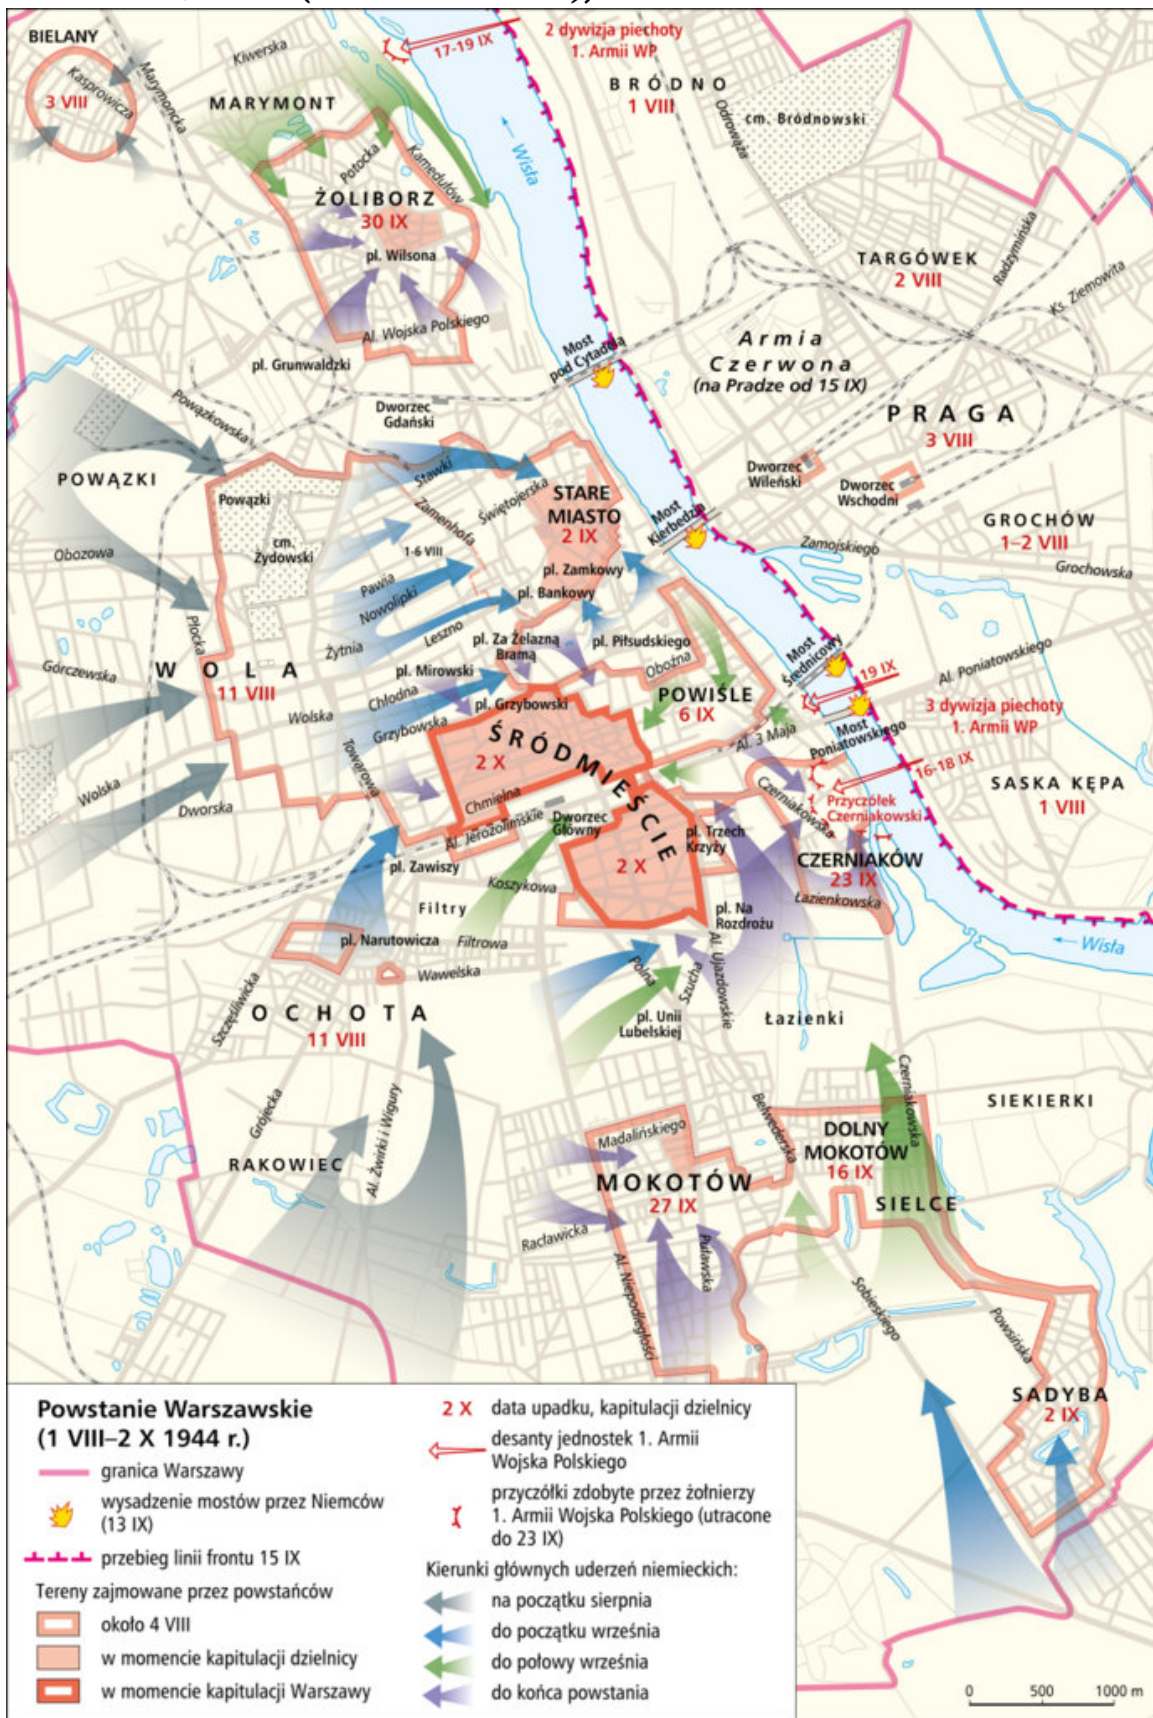 BIELANY
Kasprowicza
3 VIII
Marymoncka
Kiwerska
MARYMONT
17-19 IX
2 dywizja piechoty
1. Armii WP
BRÓDNO
1 VIII
Odrowąża
cm. Bródnowski
Wisła
Potocka
Kamedułów
ŻOLIBORZ
30 IX
pl. Wilsona
Al. Wojska Polskiego
pl. Grunwaldzki
TARGÓWEK
2 VIII
Radzymińska
Ks. Ziemowita
Most
pod Cytadelą
Armia
Czerwona
(na Pradze od 15 IX)
Powązkowska
Dworzec
Gdański
PRAGA
3 VIII
POWĄZKI
Powązki
Stawki
Zamenhofa
Świętojerska
STARE
MIASTO
2 IX
Dworzec
Wileński
Dworzec
Wschodni
Most
Kierbedzia
GROCHÓW
1–2 VIII
Zamojskiego
Grochowska
Obozowa
cm.
Żydowski
1-6 VIII
pl. Zamkowy
Pawia
Nowolipki
pl. Bankowy
Płocka
Leszno
Żytnia
pl. Za Żelazną
Bramą
pl. Piłsudskiego
Oboźna
Most
Średnicowy
19 IX
Al. Poniatowskiego
Górczewska
WOLA
11 VIII
pl. Mirowski
Chłodna
pl. Grzybowski
POWIŚLE
6 IX
3 dywizja piechoty
1. Armii WP
Wolska
Grzybowska
Most
Poniatowskiego
Al. 3 Maja
ŚRÓDMIEŚCIE
2 X
Towarowa
16-18 IX
SASKA KĘPA
1 VIII
Wolska
Dworska
Chmielna
Al. Jerozolimskie
Dworzec
Główny
Czerniakowska
Przyczółek
Czerniakowski
pl. Trzech
Krzyży
2 X
CZERNIAKÓW
23 IX
pl. Zawiszy
Koszykowa
Łazienkowska
Filtry
pl. Na
Rozdrożu
pl. Narutowicza
Filtrowa
Wawelska
Wisła
Szczęśliwicka
OCHOTA
11 VIII
Polna
Szucha
Al. Ujazdowskie
pl. Unii
Lubelskiej
Łazienki
Grójecka
Al. Żwirki i Wigury
Czerniakowska
SIEKIERKI
Belwederska
Madalińskiego
DOLNY
MOKOTÓW
16 IX
RAKOWIEC
MOKOTÓW
27 IX
SIELCE
Racławicka
Puławska
Al. Niepodległości
Sobieskiego
Powsińska
SADYBA
2 IX
Powstanie Warszawskie
(1 VIII–2 X 1944 r.)
granica Warszawy
wysadzenie mostów przez Niemców
(13 IX)
przebieg linii frontu 15 IX
Tereny zajmowane przez powstańców
około 4 VIII
w momencie kapitulacji dzielnicy
w momencie kapitulacji Warszawy
2 X data upadku, kapitulacji dzielnicy
desanty jednostek 1. Armii
Wojska Polskiego
przyczółki zdobyte przez żołnierzy
1. Armii Wojska Polskiego (utracone
do 23 IX)
Kierunki głównych uderzeń niemieckich:
na początku sierpnia
do początku września
do połowy września
do końca powstania
0 500 1000 m